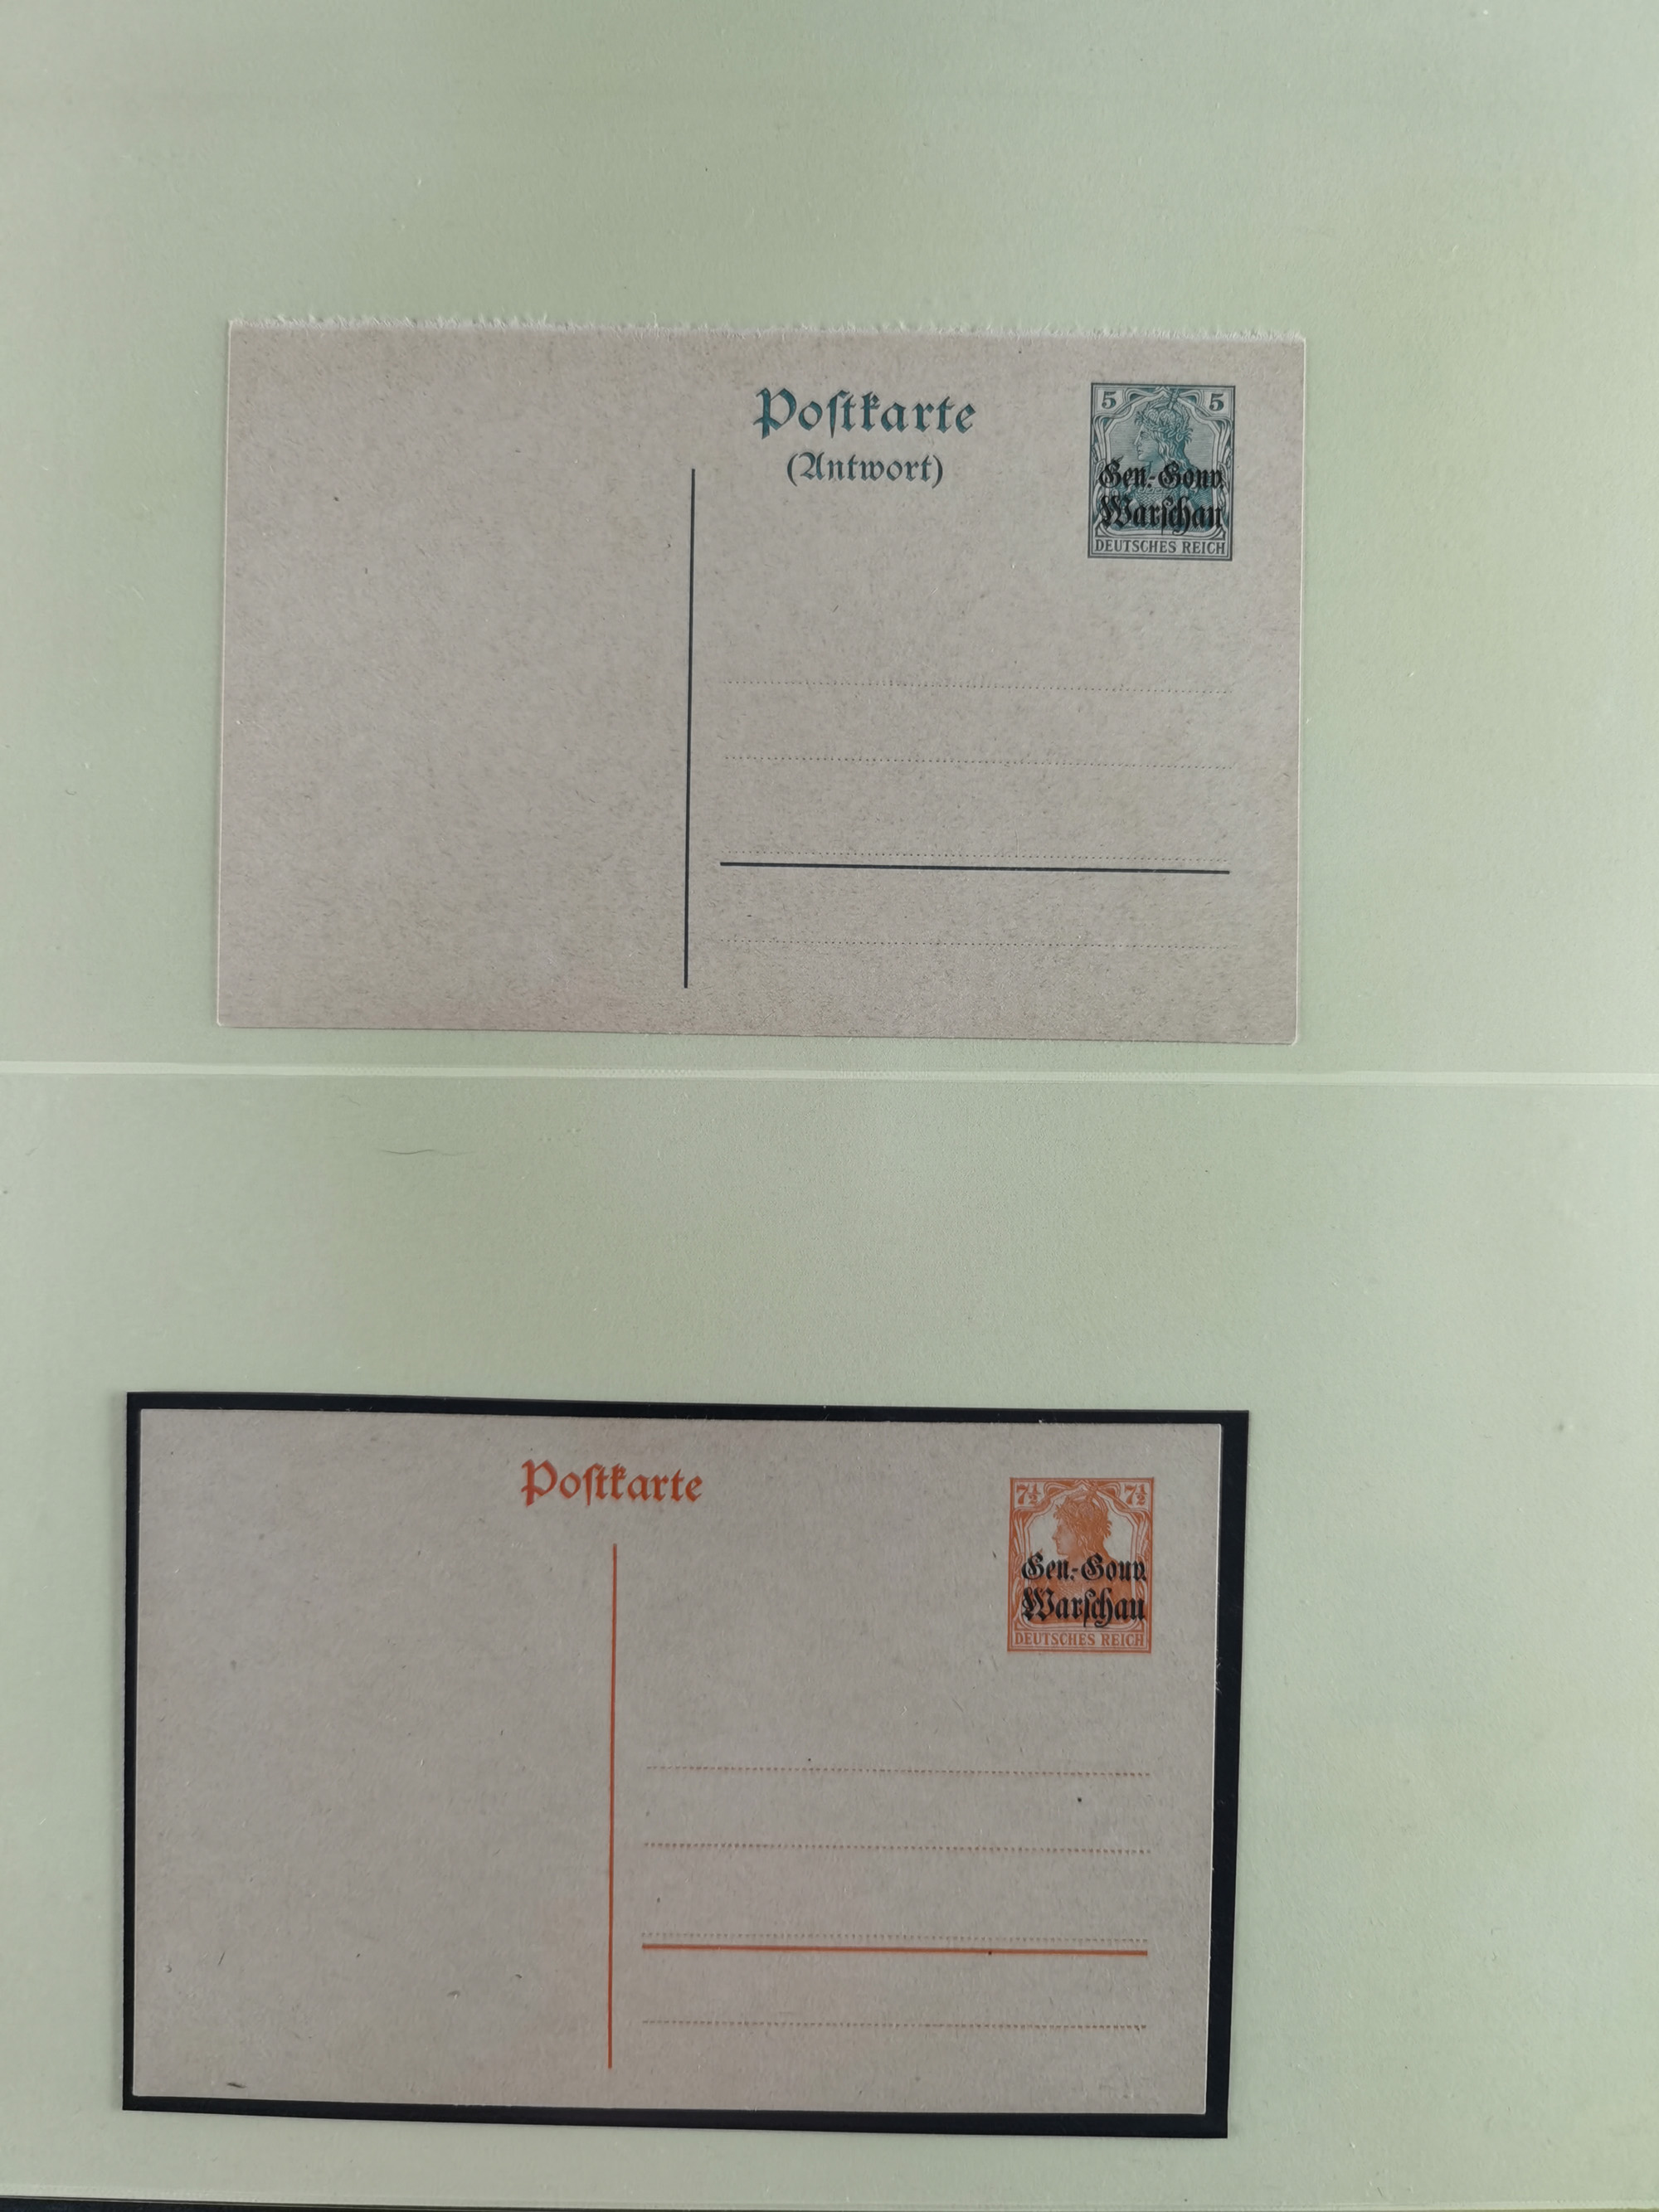 Poſtkarte
(Antwort)
5 5
Gen.-Gouv.
Warſchau
DEUTSCHES REICH
Poſtkarte
7½ 7½
Gen.-Gouv.
Warſchau
DEUTSCHES REICH